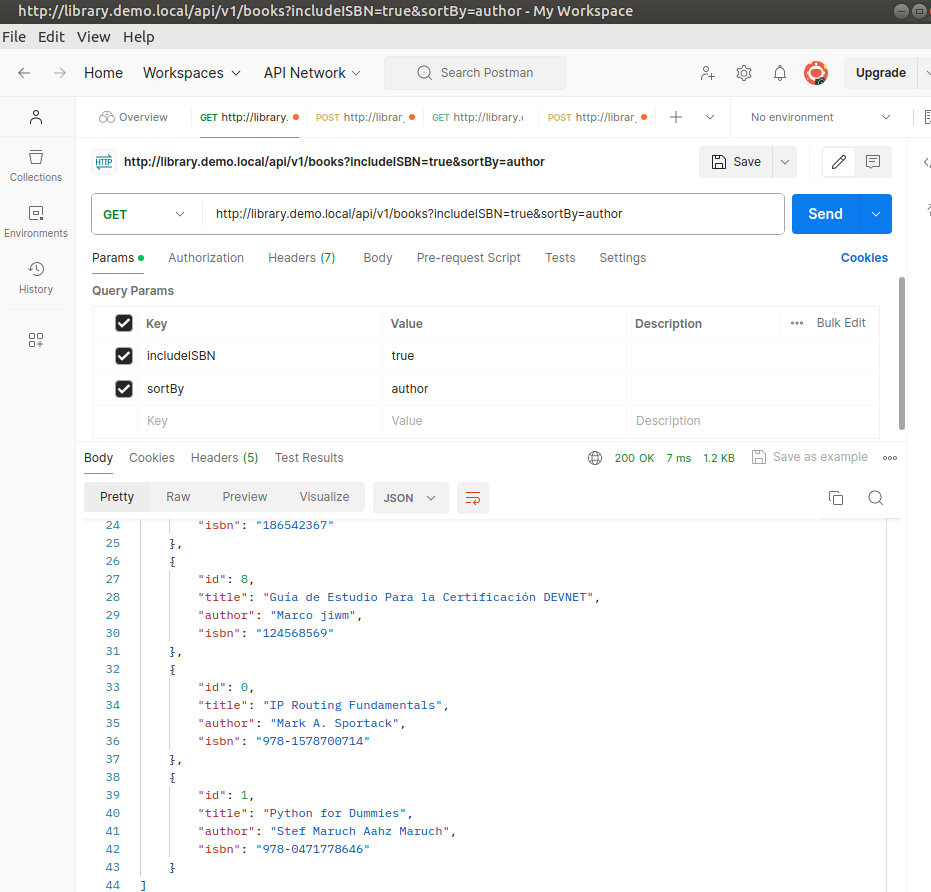 http://library.demo.local/api/v1/books?includeISBN=true&sortBy=author - My Workspace
File Edit View Help
Home Workspaces API Network Search Postman Upgrade
Overview GET http://library. POST http://librar GET http://library. POST http://librar No environment
HTTP http://library.demo.local/api/v1/books?includeISBN=true&sortBy=author Save
Collections
Environments
History
GET http://library.demo.local/api/v1/books?includeISBN=true&sortBy=author Send
Params Authorization Headers (7) Body Pre-request Script Tests Settings Cookies
Query Params
Key Value Description Bulk Edit
includeISBN true
sortBy author
Key Value Description
Body Cookies Headers (5) Test Results 200 OK 7 ms 1.2 KB Save as example
Pretty Raw Preview Visualize JSON
24 "isbn": "186542367"
25 },
26 {
27 "id": 8,
28 "title": "Guía de Estudio Para la Certificación DEVNET",
29 "author": "Marco jiwm",
30 "isbn": "124568569"
31 },
32 {
33 "id": 0,
34 "title": "IP Routing Fundamentals",
35 "author": "Mark A. Sportack",
36 "isbn": "978-1578700714"
37 },
38 {
39 "id": 1,
40 "title": "Python for Dummies",
41 "author": "Stef Maruch Aahz Maruch",
42 "isbn": "978-0471778646"
43 }
44 ]